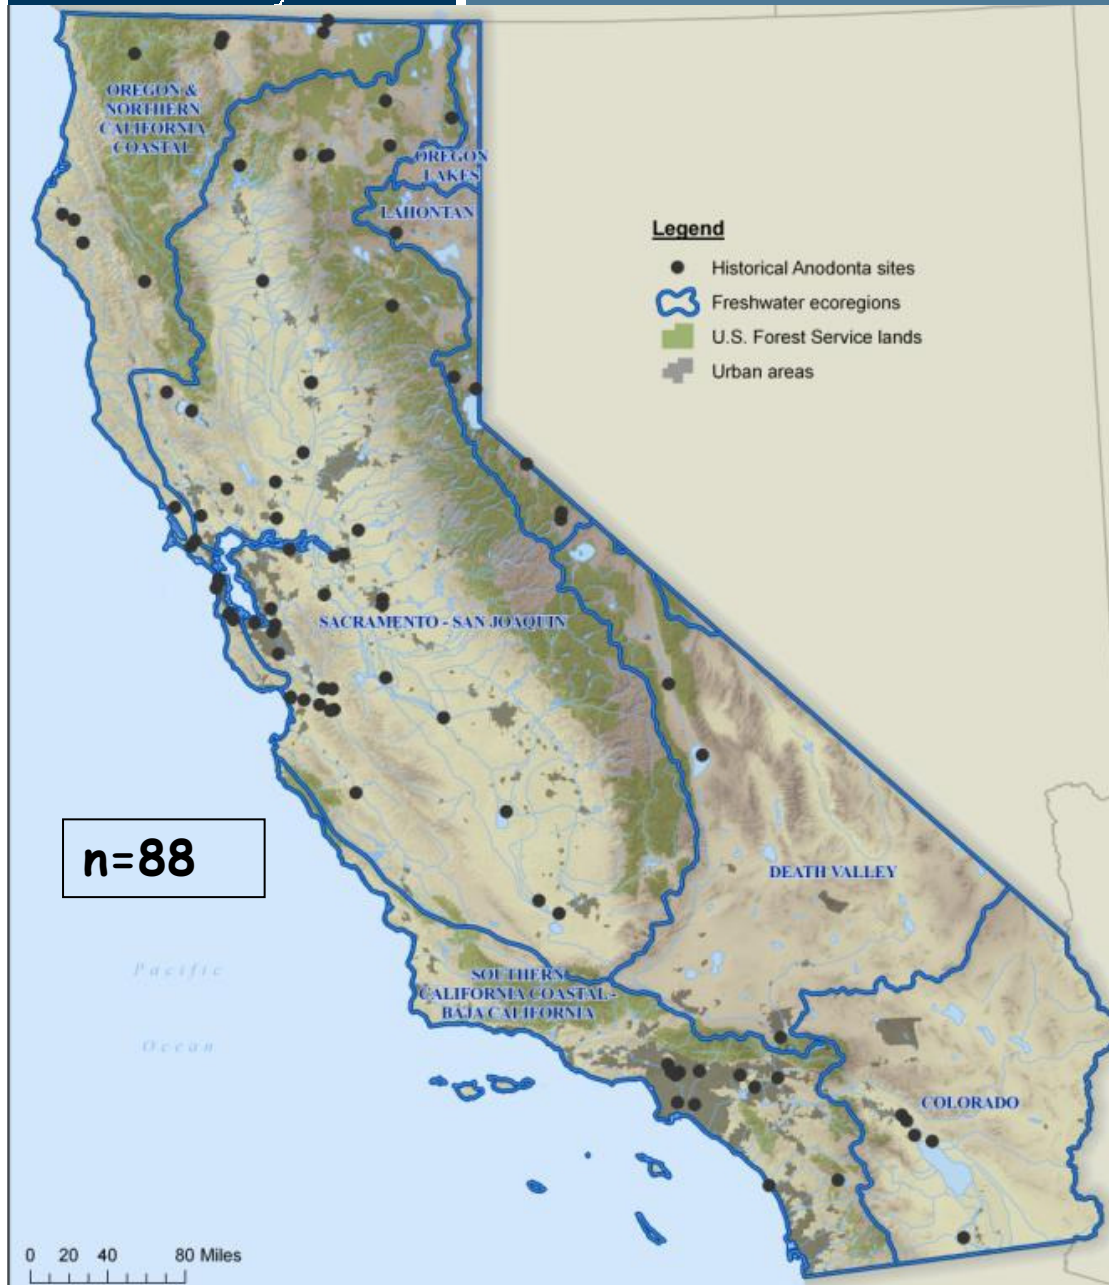 OREGON &
NORTHERN
CALIFORNIA
COASTAL
OREGON
LAKES
LAHONTAN
Legend
Historical Anodonta sites
Freshwater ecoregions
U.S. Forest Service lands
Urban areas
SACRAMENTO - SAN JOAQUIN
n=88
DEATH VALLEY
Pacific
Ocean
SOUTHERN
CALIFORNIA COASTAL -
BAJA CALIFORNIA
COLORADO
0 20 40 80 Miles